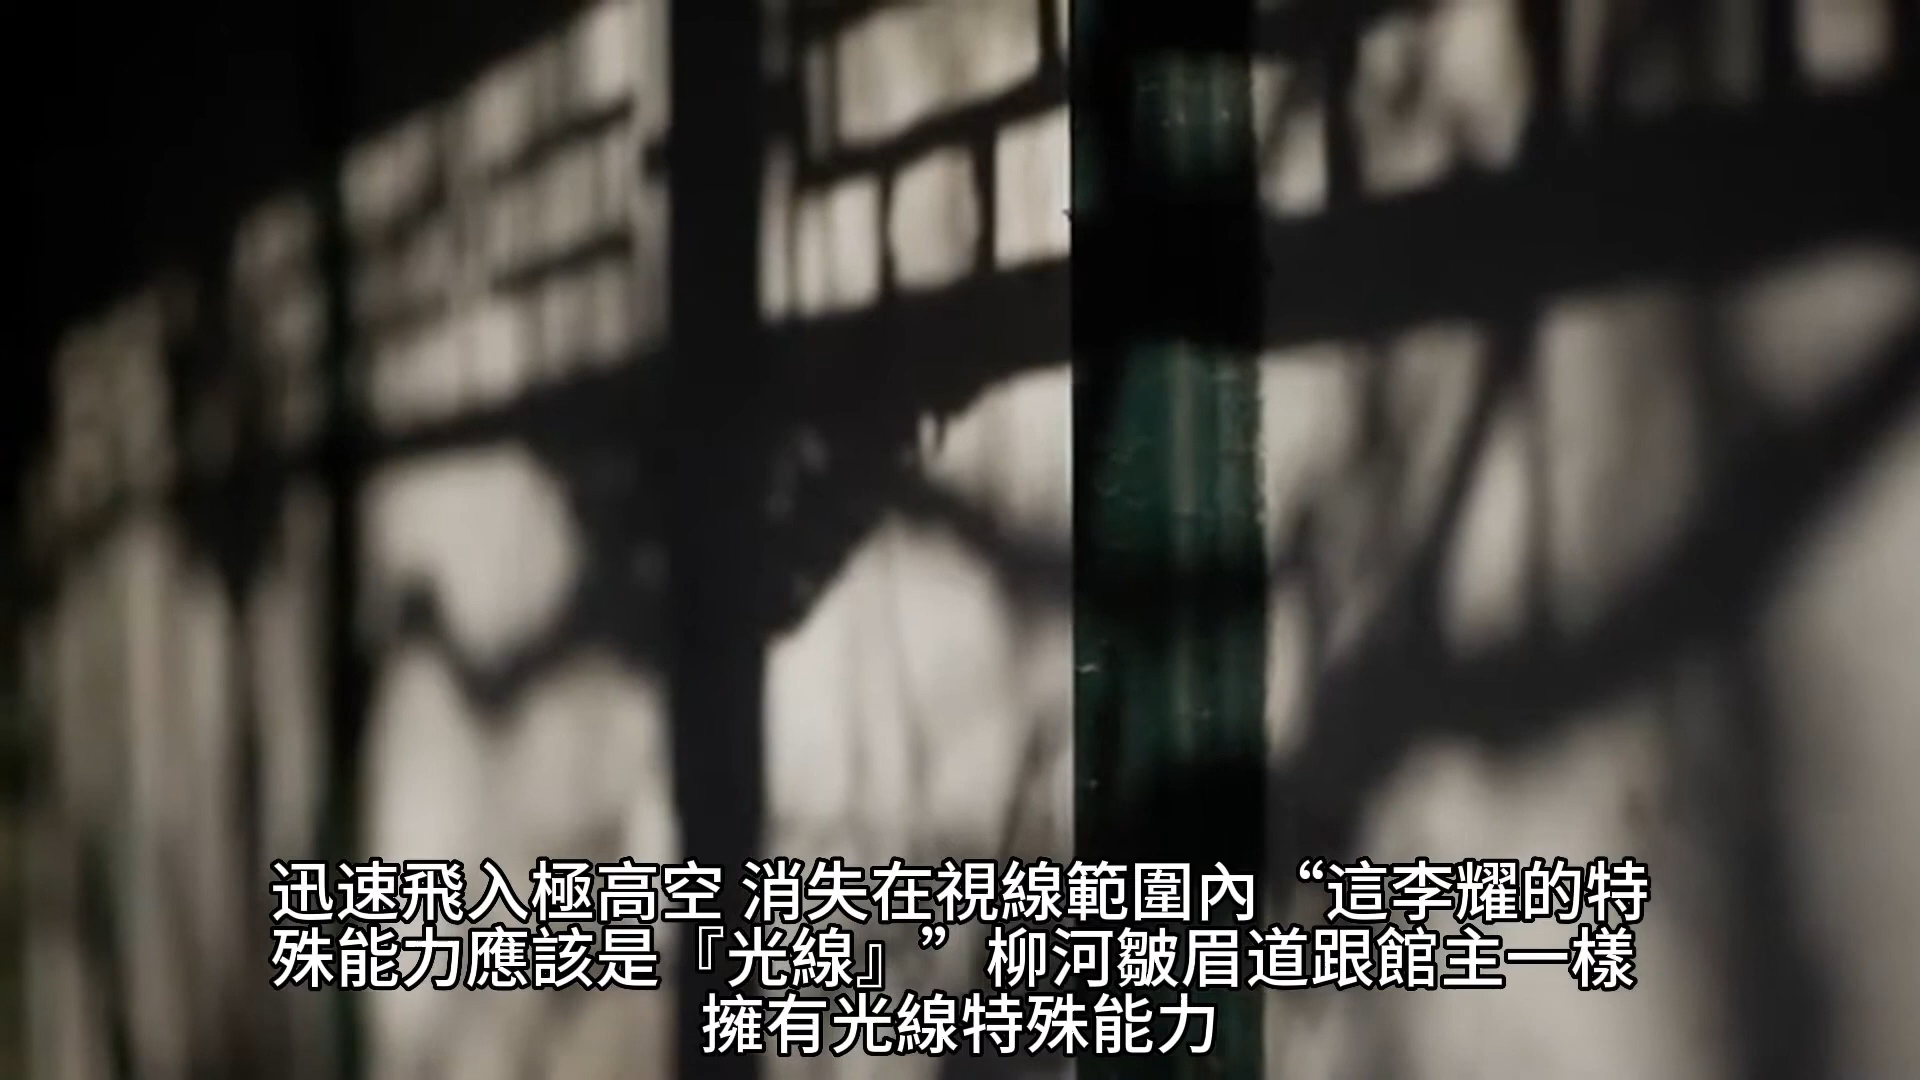 迅速飛入極高空 消失在視線範圍內“這李耀的特
殊能力應該是『光線』”柳河皺眉道跟館主一樣
擁有光線特殊能力